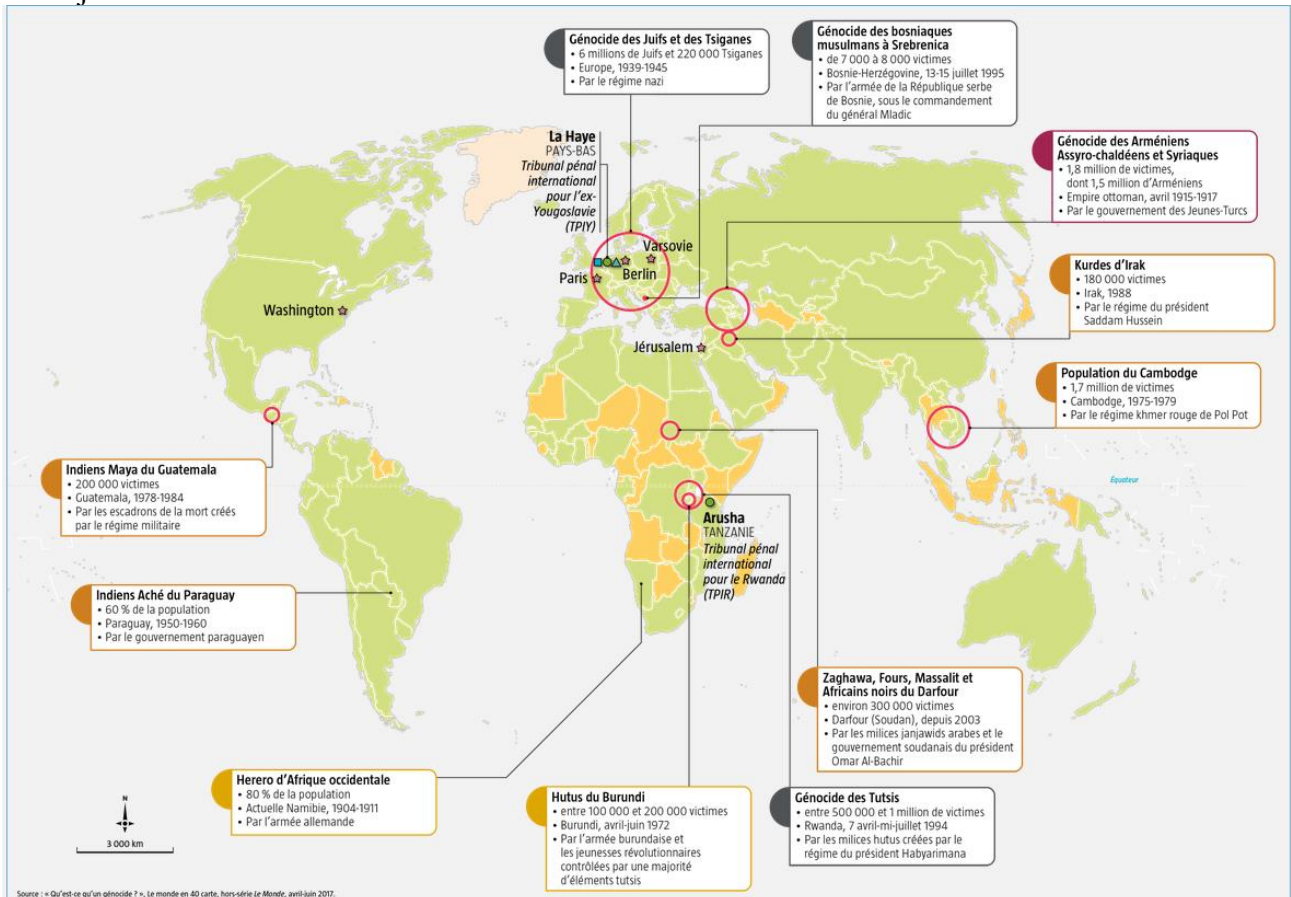 Génocide des Juifs et des Tsiganes
• 6 millions de Juifs et 220 000 Tsiganes
• Europe, 1939-1945
• Par le régime nazi
Génocide des bosniaques
musulmans à Srebrenica
• de 7 000 à 8 000 victimes
• Bosnie-Herzégovine, 13-15 juillet 1995
• Par l'armée de la République serbe
de Bosnie, sous le commandement
du général Mladic
Génocide des Arméniens
Assyro-chaldéens et Syriaques
• 1,8 million de victimes,
dont 1,5 million d'Arméniens
• Empire ottoman, avril 1915-1917
• Par le gouvernement des Jeunes-Turcs
La Haye
PAYS-BAS
Tribunal pénal
international
pour l'ex-
Yougoslavie
(TPIY)
Varsovie
Berlin
Paris
Washington
Jérusalem
Kurdes d'Irak
• 180 000 victimes
• Irak, 1988
• Par le régime du président
Saddam Hussein
Population du Cambodge
• 1,7 million de victimes
• Cambodge, 1975-1979
• Par le régime khmer rouge de Pol Pot
Indiens Maya du Guatemala
• 200 000 victimes
• Guatemala, 1978-1984
• Par les escadrons de la mort créés
par le régime militaire
Équateur
Arusha
TANZANIE
Tribunal pénal
international
pour le Rwanda
(TPIR)
Indiens Aché du Paraguay
• 60 % de la population
• Paraguay, 1950-1960
• Par le gouvernement paraguayen
Zaghawa, Fours, Massalit et
Africains noirs du Darfour
• environ 300 000 victimes
• Darfour (Soudan), depuis 2003
• Par les milices janjawids arabes et le
gouvernement soudanais du président
Omar Al-Bachir
Herero d'Afrique occidentale
• 80 % de la population
• Actuelle Namibie, 1904-1911
• Par l'armée allemande
Hutus du Burundi
• entre 100 000 et 200 000 victimes
• Burundi, avril-juin 1972
• Par l'armée burundaise et
les jeunesses révolutionnaires
contrôlées par une majorité
d'éléments tutsis
Génocide des Tutsis
• entre 500 000 et 1 million de victimes
• Rwanda, 7 avril-mi-juillet 1994
• Par les milices hutus créées par le
régime du président Habyarimana
N
3 000 km
Source : « Qu'est-ce qu'un génocide ? », Le monde en 40 carte, hors-série Le Monde, avril-juin 2017.